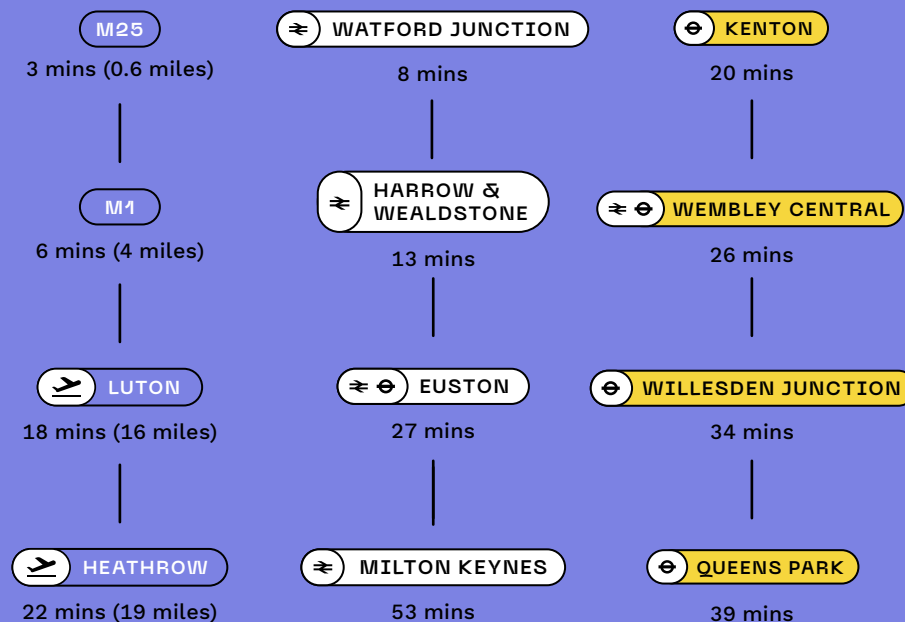 M25
3 mins (0.6 miles)
M1
6 mins (4 miles)
LUTON
18 mins (16 miles)
HEATHROW
22 mins (19 miles)
WATFORD JUNCTION
8 mins
HARROW &
WEALDSTONE
13 mins
EUSTON
27 mins
MILTON KEYNES
53 mins
KENTON
20 mins
WEMBLEY CENTRAL
26 mins
WILLESDEN JUNCTION
34 mins
QUEENS PARK
39 mins